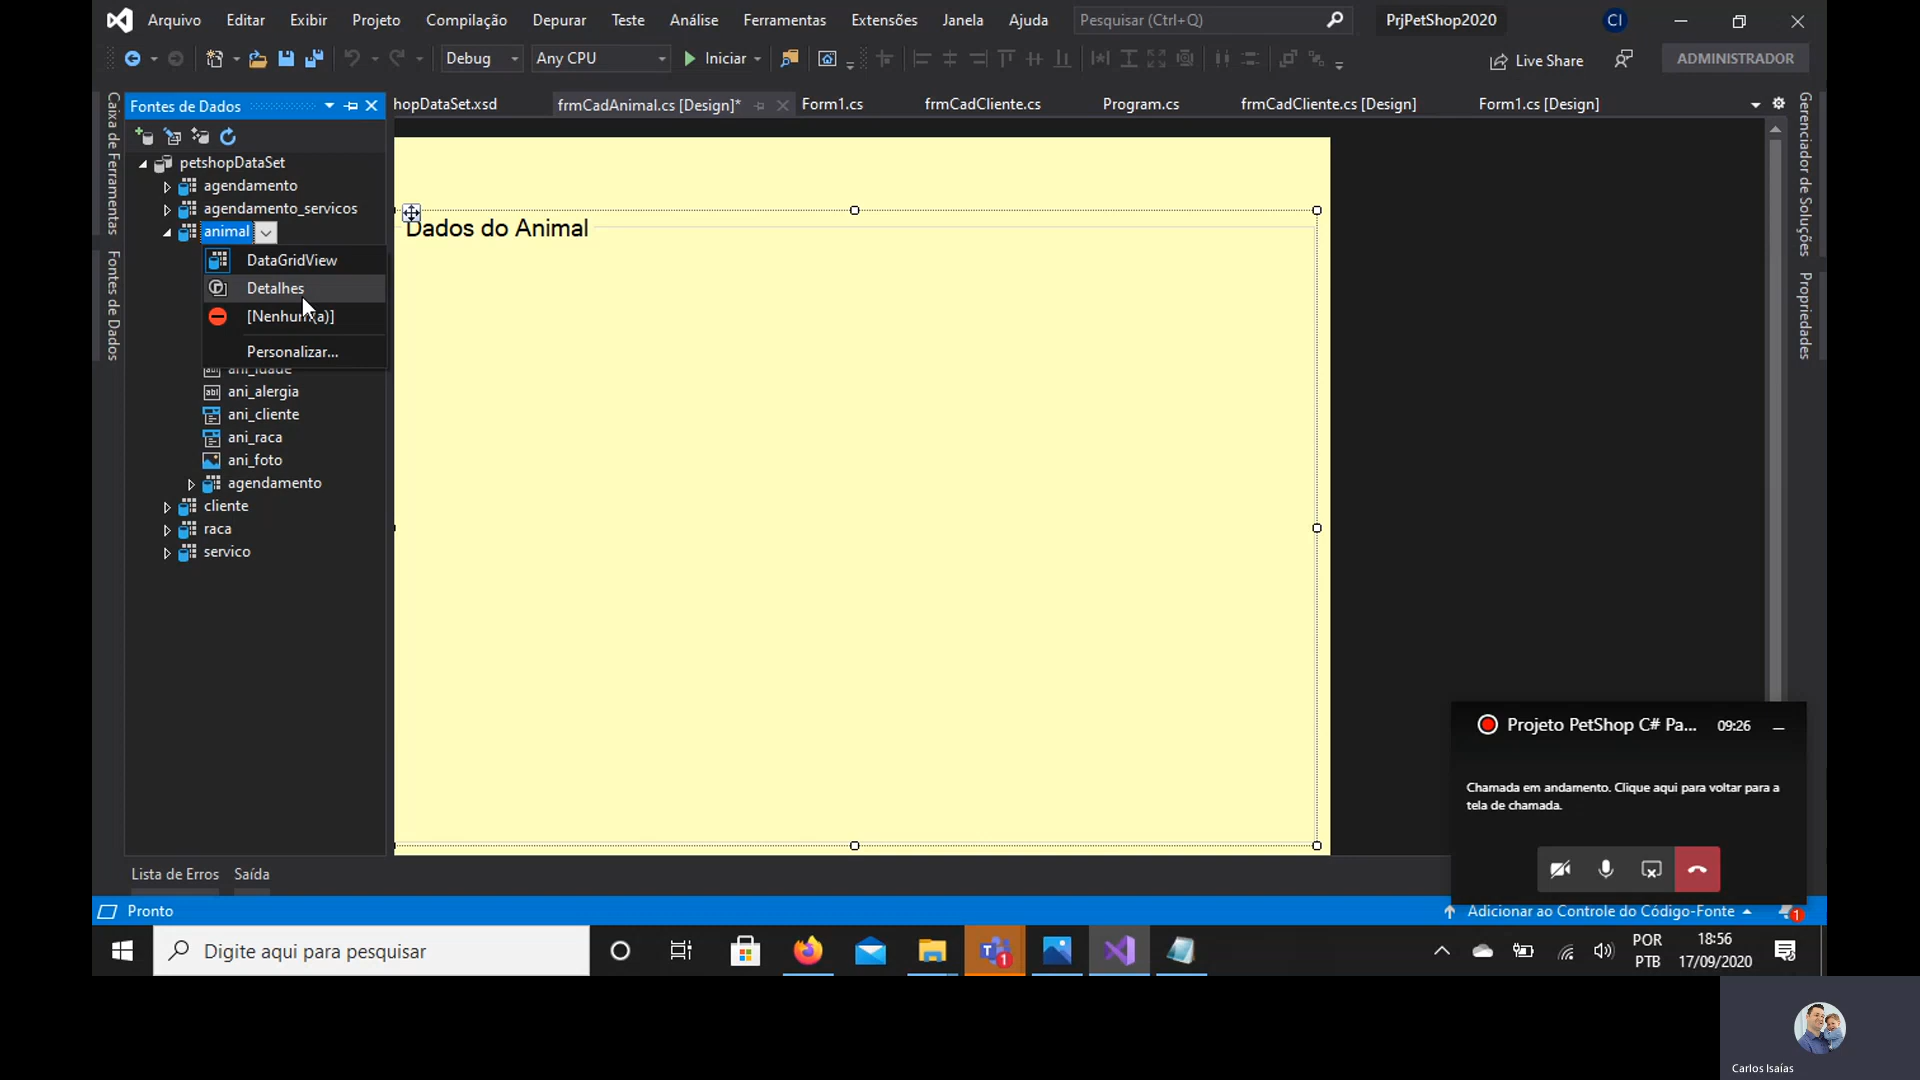 Arquivo Editar Exibir Projeto Compilação Depurar Teste Análise Ferramentas Extensões Janela Ajuda Pesquisar (Ctrl+Q) PrjPetShop2020 CI
Debug Any CPU Iniciar Live Share ADMINISTRADOR
Caixa de Ferramentas
Fontes de Dados
Fontes de Dados
hopDataSet.xsd frmCadAnimal.cs [Design]* Form1.cs frmCadCliente.cs Program.cs frmCadCliente.cs [Design] Form1.cs [Design]
petshopDataSet
agendamento
agendamento_servicos
animal
DataGridView
Detalhes
[Nenhum(a)]
Personalizar...
ani_idade
ani_alergia
ani_cliente
ani_raca
ani_foto
agendamento
cliente
raca
servico
Dados do Animal
Gerenciador de Soluções
Propriedades
Projeto PetShop C# Pa... 09:26
Chamada em andamento. Clique aqui para voltar para a
tela de chamada.
Lista de Erros Saída
Pronto
Adicionar ao Controle do Código-Fonte 1
Digite aqui para pesquisar
1
POR
PTB
18:56
17/09/2020
Carlos Isaías